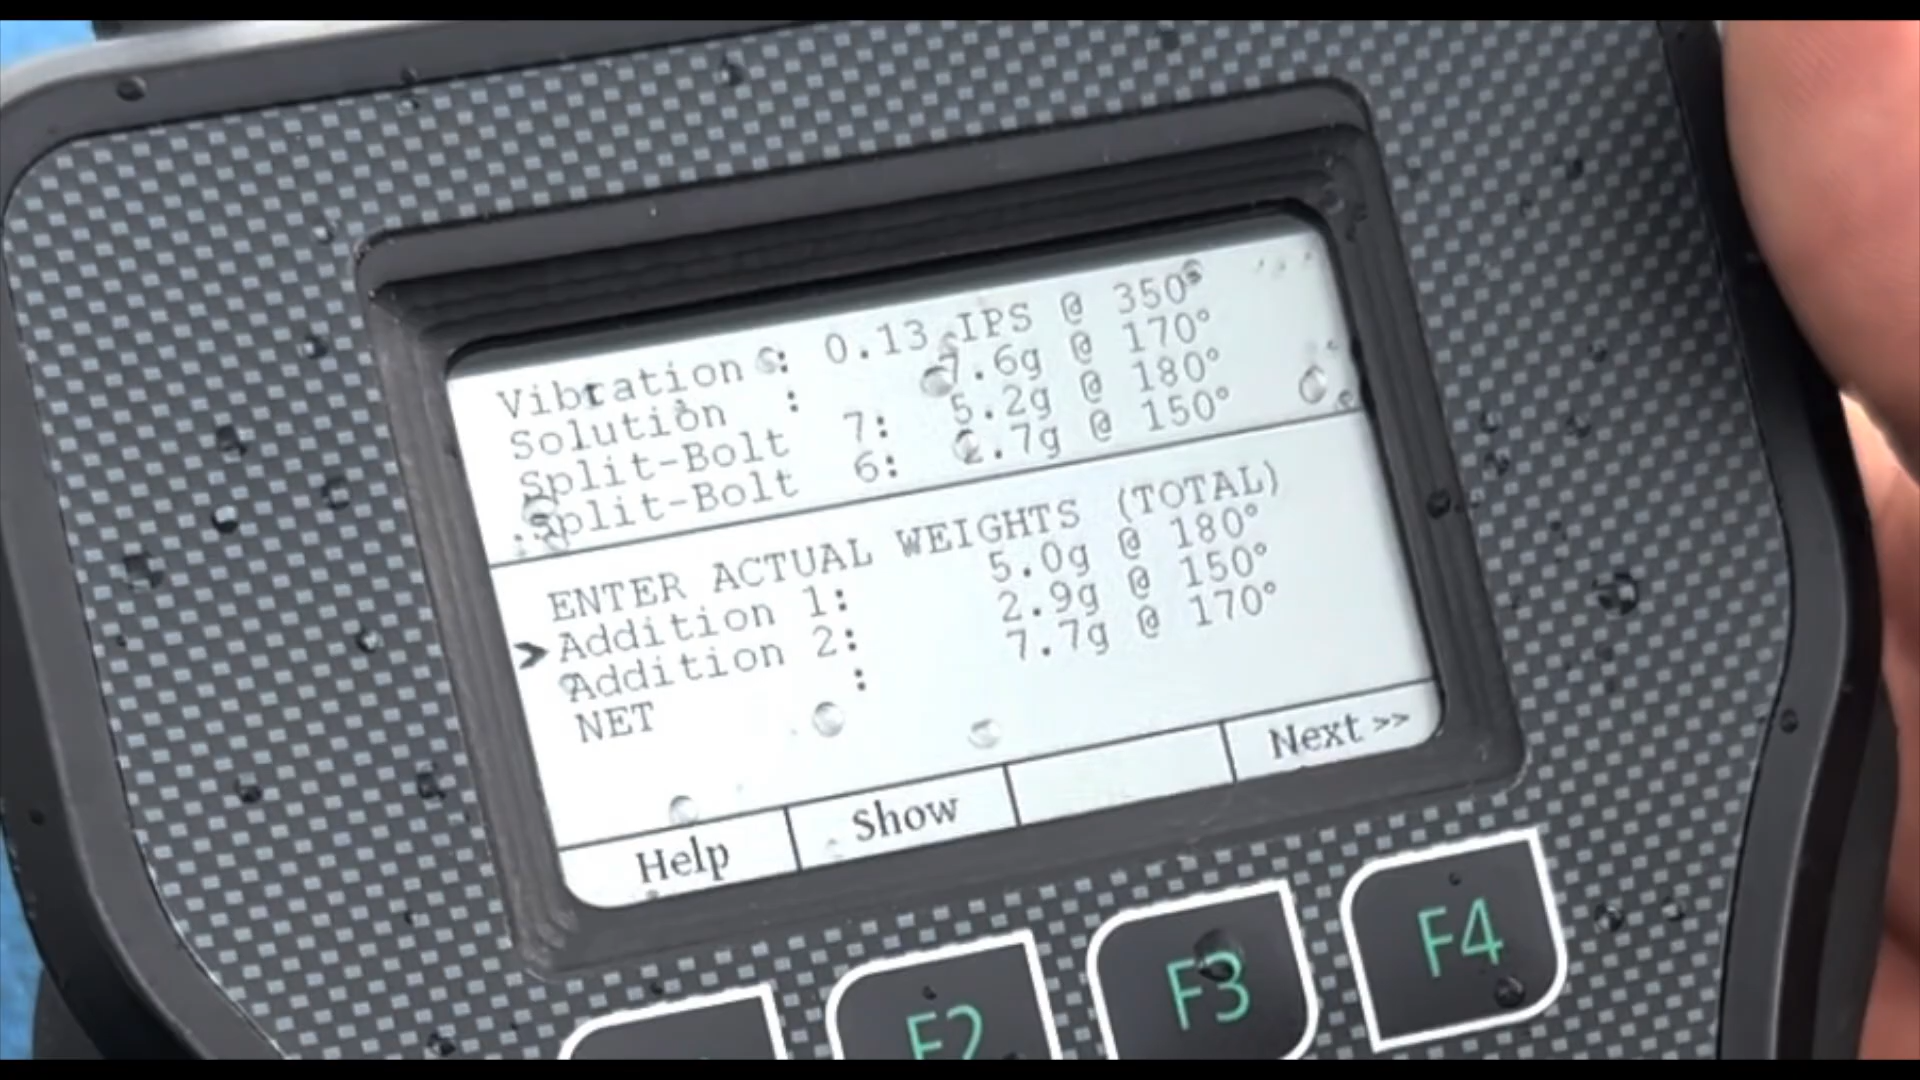 Vibration : 0.13 IPS @ 350°
Solution : 7.6g @ 170°
Split-Bolt 7: 5.2g @ 180°
Split-Bolt 6: 2.7g @ 150°
ENTER ACTUAL WEIGHTS (TOTAL)
Addition 1: 5.0g @ 180°
Addition 2: 2.9g @ 150°
NET : 7.7g @ 170°
Help Show Next >>
F2 F3 F4